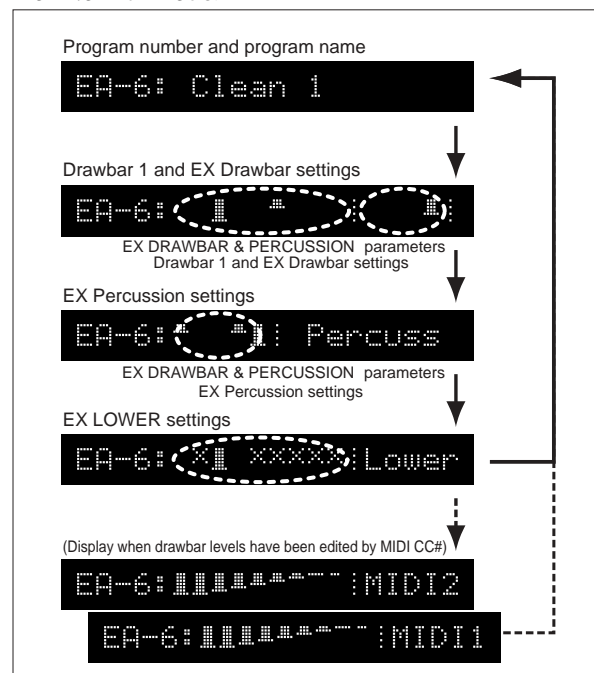 Program number and program name
EA-6: Clean 1
Drawbar 1 and EX Drawbar settings
EA-6:
EX DRAWBAR & PERCUSSION parameters
Drawbar 1 and EX Drawbar settings
EX Percussion settings
EA-6: Percuss
EX DRAWBAR & PERCUSSION parameters
EX Percussion settings
EX LOWER settings
EA-6: X XXXXX Lower
(Display when drawbar levels have been edited by MIDI CC#)
EA-6: MIDI2
EA-6: MIDI1